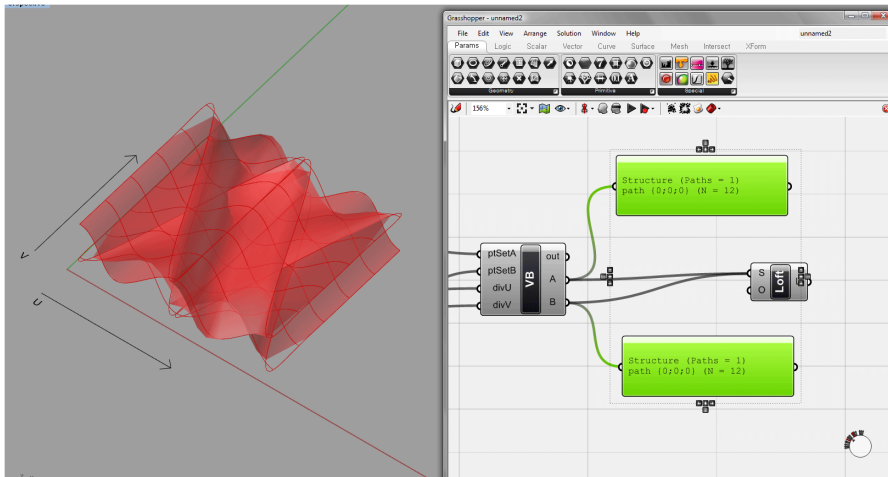 Grasshopper - unnamed2
File Edit View Arrange Solution Window Help unnamed2
Params Logic Scalar Vector Curve Surface Mesh Intersect XForm
Geometry Primitive Special
156%
V
U
Structure (Paths = 1)
path {0;0;0} (N = 12)
ptSetA
ptSetB
divU
divV
VB
out
A
B
S
O
Loft
L
Structure (Paths = 1)
path {0;0;0} (N = 12)